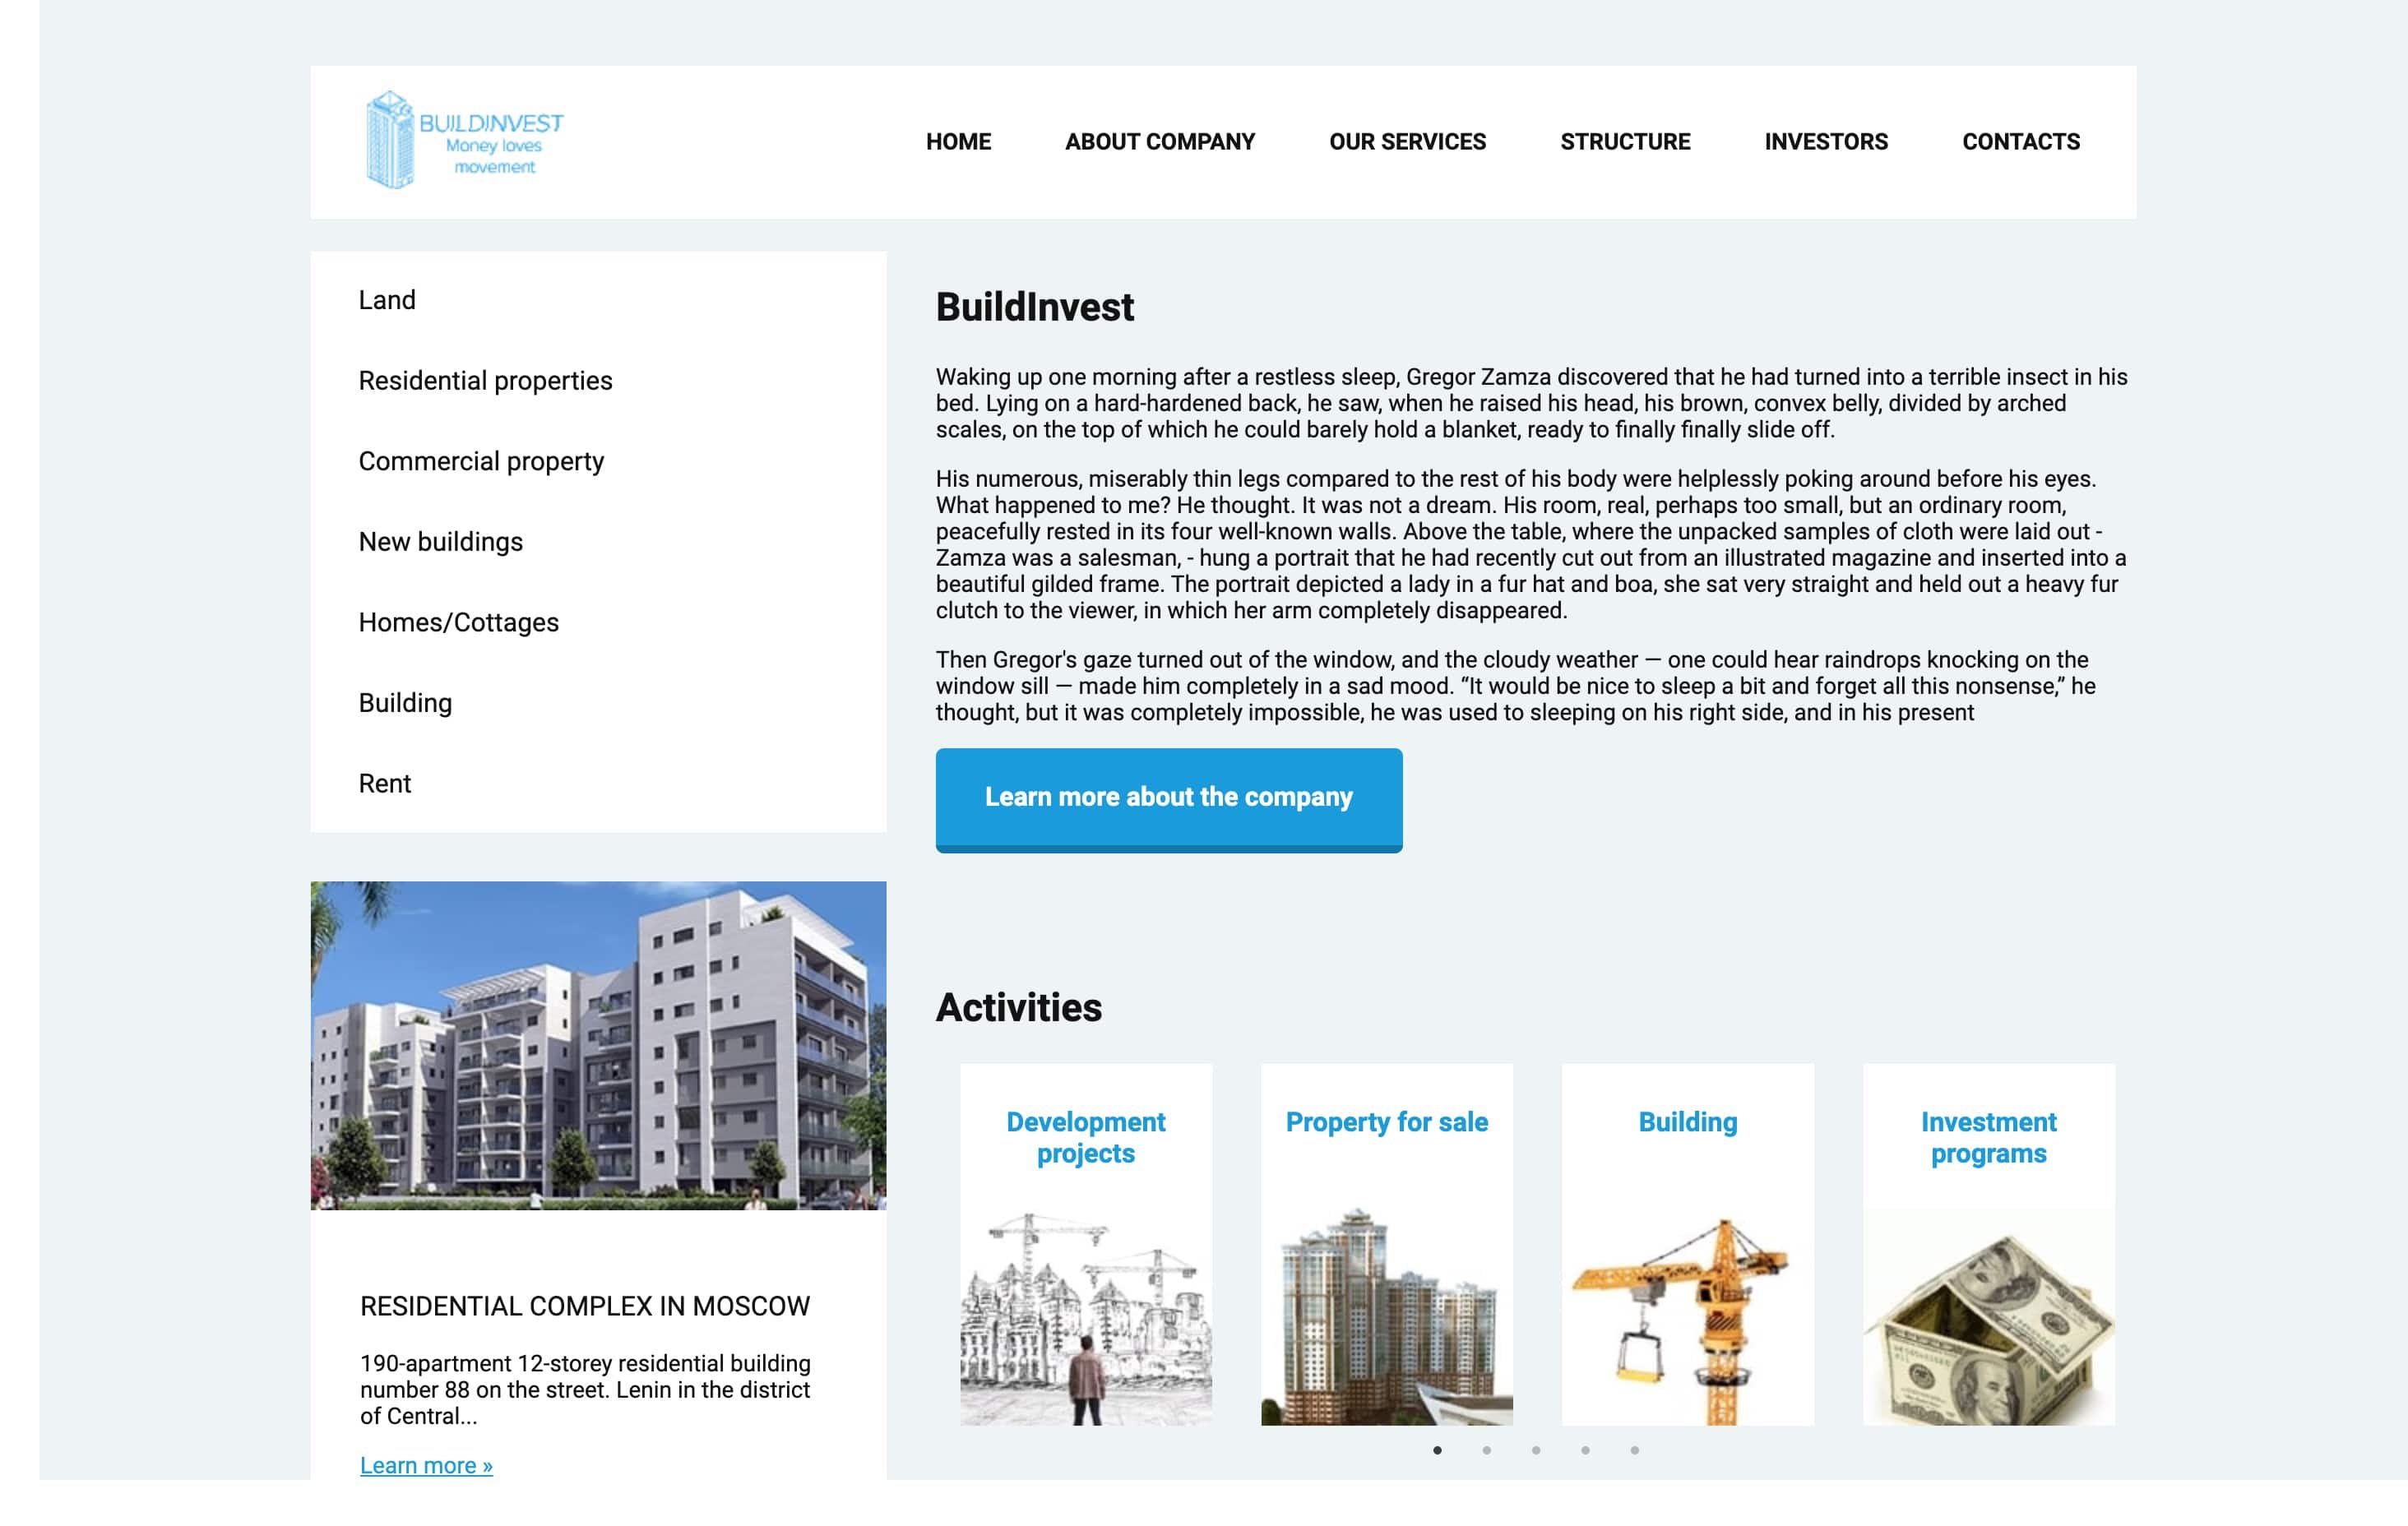 BUILDINVEST
Money loves
movement
HOME ABOUT COMPANY OUR SERVICES STRUCTURE INVESTORS CONTACTS
Land
Residential properties
Commercial property
New buildings
Homes/Cottages
Building
Rent
BuildInvest
Waking up one morning after a restless sleep, Gregor Zamza discovered that he had turned into a terrible insect in his
bed. Lying on a hard-hardened back, he saw, when he raised his head, his brown, convex belly, divided by arched
scales, on the top of which he could barely hold a blanket, ready to finally finally slide off.
His numerous, miserably thin legs compared to the rest of his body were helplessly poking around before his eyes.
What happened to me? He thought. It was not a dream. His room, real, perhaps too small, but an ordinary room,
peacefully rested in its four well-known walls. Above the table, where the unpacked samples of cloth were laid out -
Zamza was a salesman, - hung a portrait that he had recently cut out from an illustrated magazine and inserted into a
beautiful gilded frame. The portrait depicted a lady in a fur hat and boa, she sat very straight and held out a heavy fur
clutch to the viewer, in which her arm completely disappeared.
Then Gregor's gaze turned out of the window, and the cloudy weather — one could hear raindrops knocking on the
window sill — made him completely in a sad mood. “It would be nice to sleep a bit and forget all this nonsense,” he
thought, but it was completely impossible, he was used to sleeping on his right side, and in his present
Learn more about the company
RESIDENTIAL COMPLEX IN MOSCOW
190-apartment 12-storey residential building
number 88 on the street. Lenin in the district
of Central...
Learn more »
Activities
Development
projects
Property for sale
Building
Investment
programs